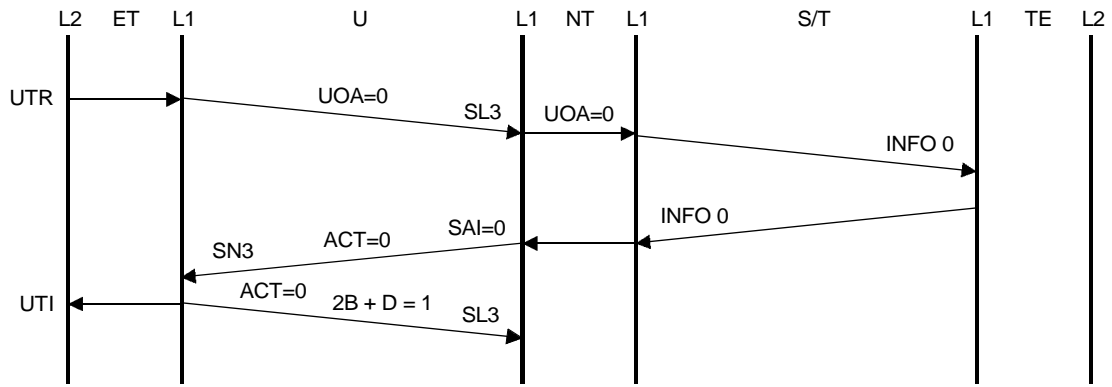 L2 ET L1 U L1 NT L1 S/T L1 TE L2
UTR UOA=0 SL3 UOA=0
INFO 0
SN3 ACT=0 SAI=0 INFO 0
UTI ACT=0 2B + D = 1 SL3